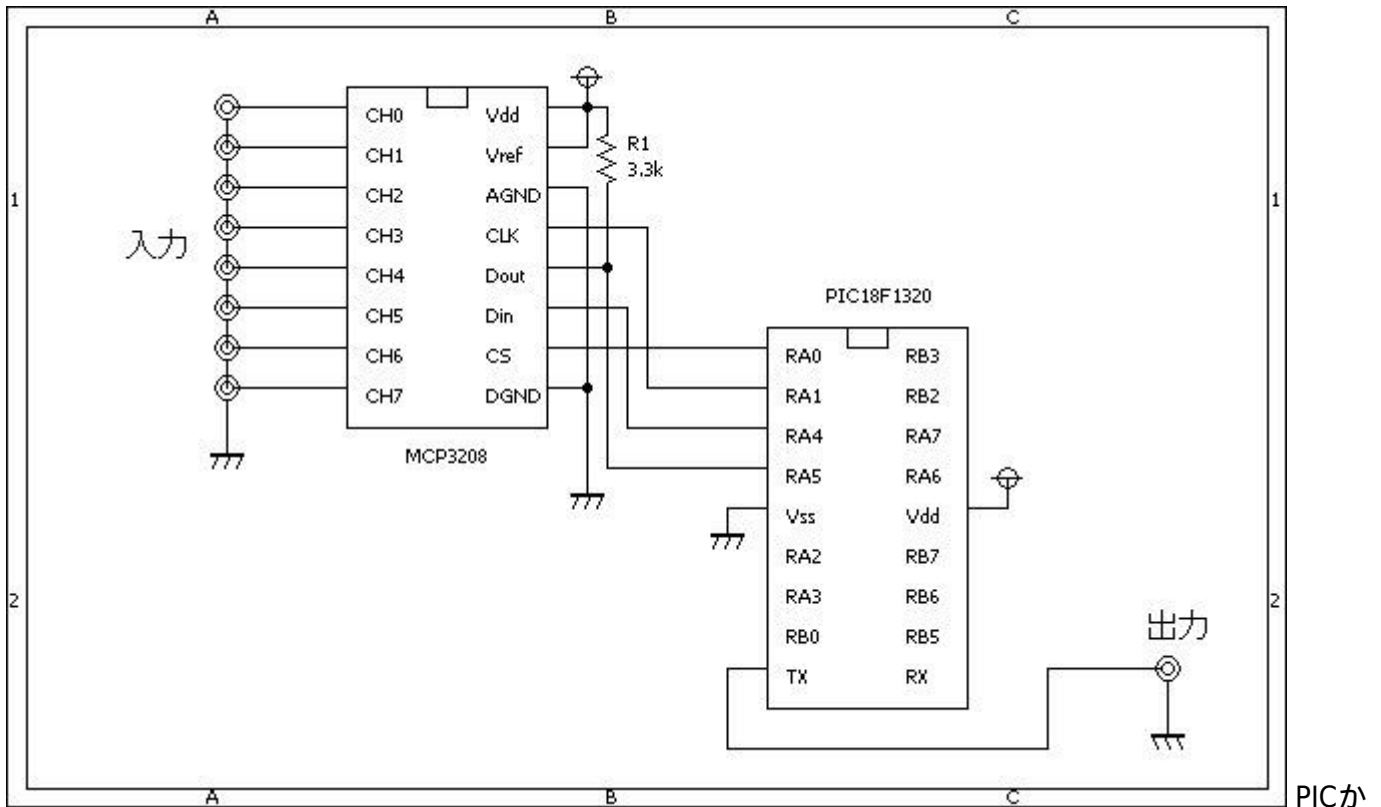 A B C
CH0 Vdd
CH1 Vref
R1
3.3k
1 CH2 AGND 1
入力
CH3 CLK
CH4 Dout
PIC18F1320
CH5 Din
CH6 CS RA0 RB3
CH7 DGND RA1 RB2
MCP3208
RA4 RA7
RA5 RA6
Vss Vdd
RA2 RB7
2 RA3 RB6 2
出力
RB0 RB5
TX RX
A B C
PICか